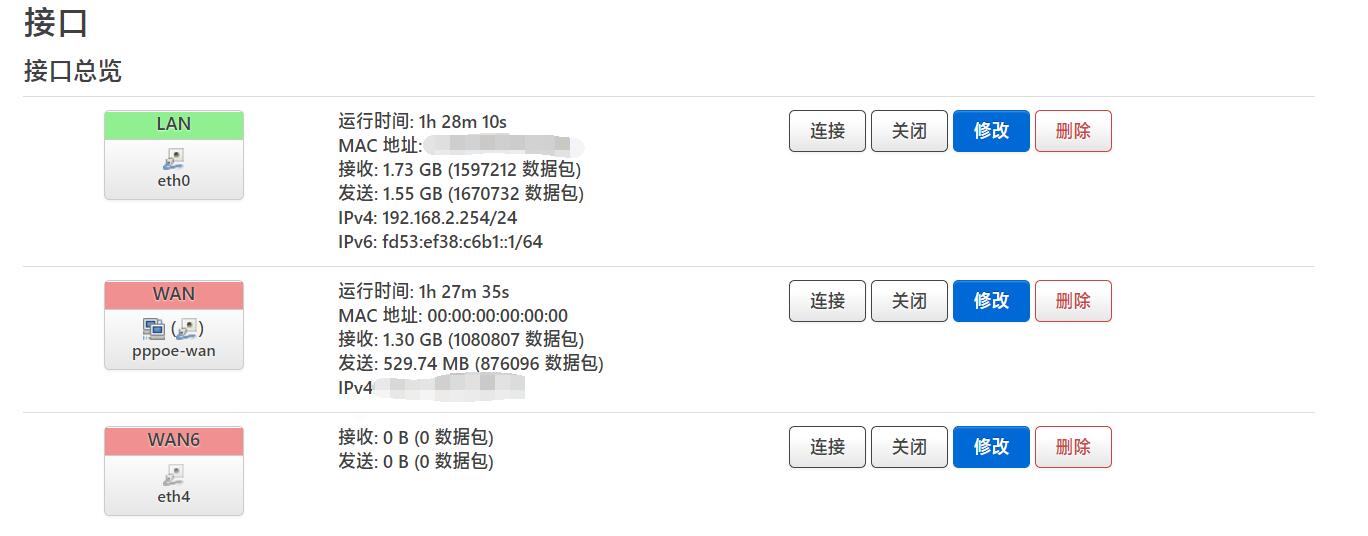 接口
接口总览
LAN
eth0
运行时间: 1h 28m 10s
MAC 地址:
接收: 1.73 GB (1597212 数据包)
发送: 1.55 GB (1670732 数据包)
IPv4: 192.168.2.254/24
IPv6: fd53:ef38:c6b1::1/64
连接 关闭 修改 删除
WAN
( )
pppoe-wan
运行时间: 1h 27m 35s
MAC 地址: 00:00:00:00:00:00
接收: 1.30 GB (1080807 数据包)
发送: 529.74 MB (876096 数据包)
IPv4
连接 关闭 修改 删除
WAN6
eth4
接收: 0 B (0 数据包)
发送: 0 B (0 数据包)
连接 关闭 修改 删除